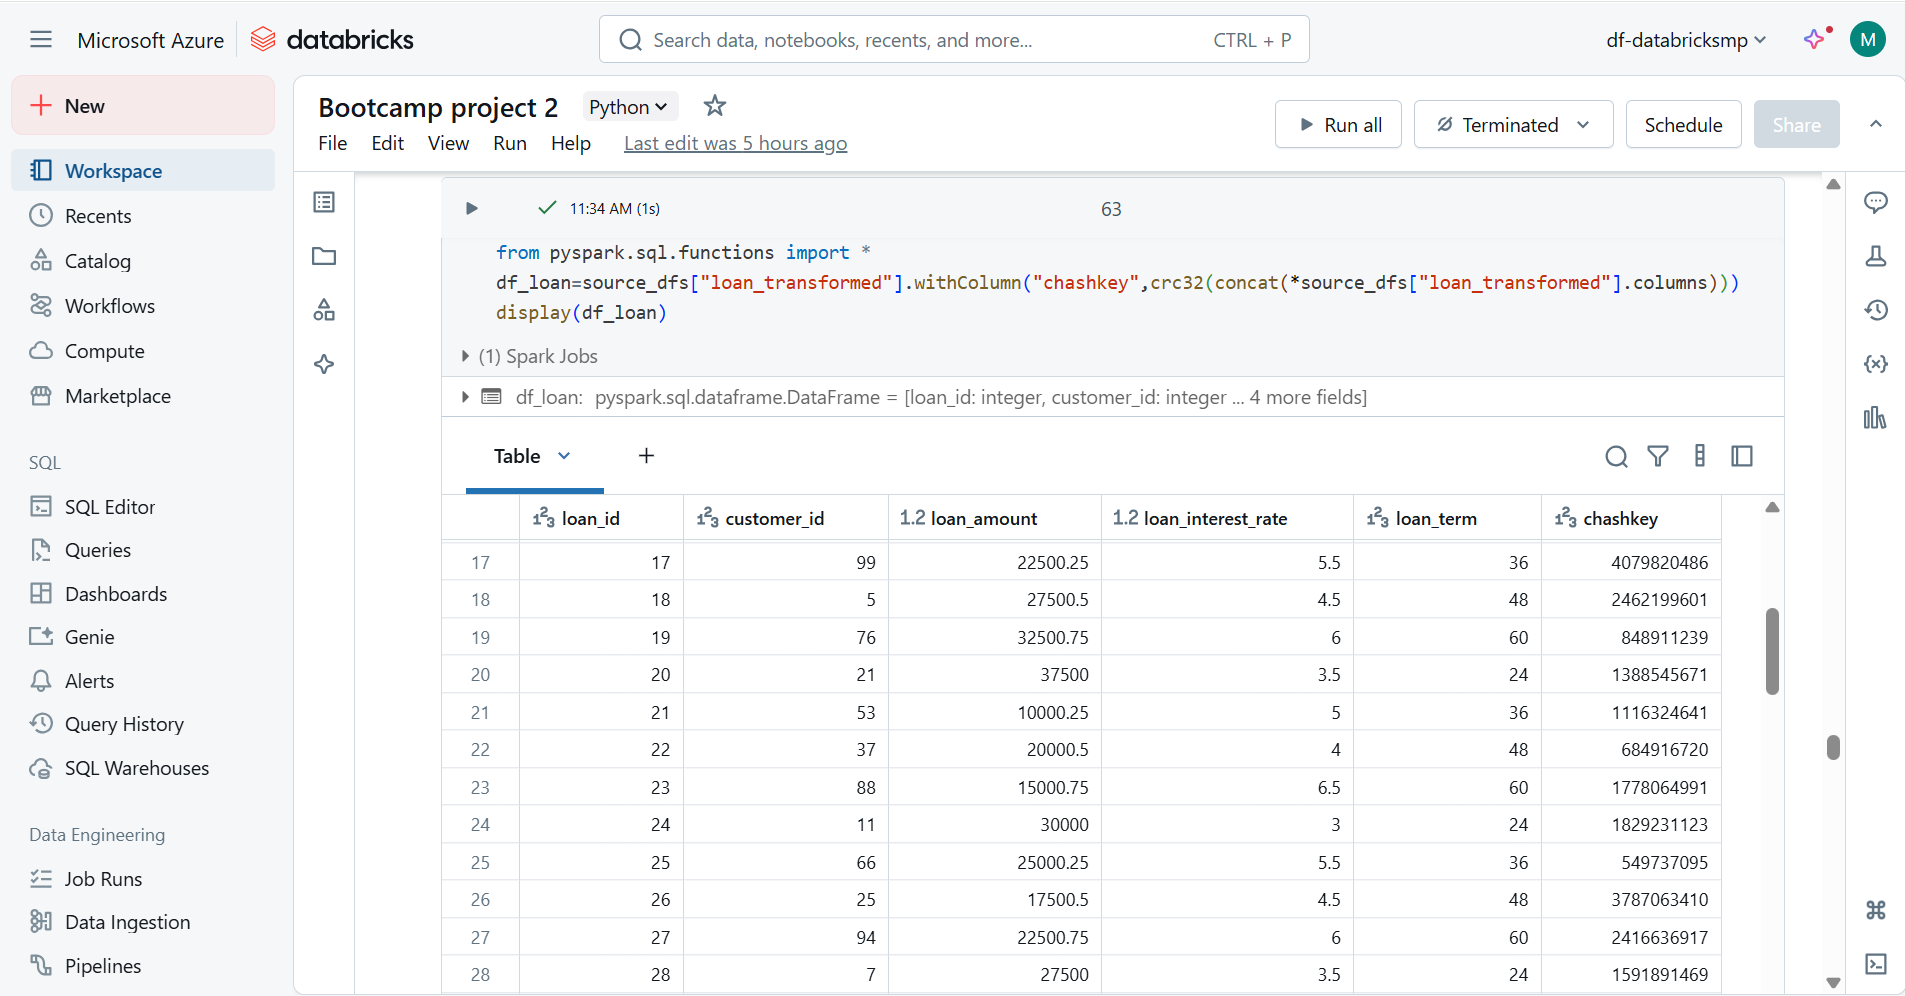 Microsoft Azure databricks
Search data, notebooks, recents, and more... CTRL + P
df-databricksmp M
New
Workspace
Recents
Catalog
Workflows
Compute
Marketplace
SQL
SQL Editor
Queries
Dashboards
Genie
Alerts
Query History
SQL Warehouses
Data Engineering
Job Runs
Data Ingestion
Pipelines
Bootcamp project 2 Python
File Edit View Run Help Last edit was 5 hours ago
Run all Terminated Schedule Share
11:34 AM (1s) 63
from pyspark.sql.functions import *
df_loan=source_dfs["loan_transformed"].withColumn("chashkey",crc32(concat(*source_dfs["loan_transformed"].columns)))
display(df_loan)
(1) Spark Jobs
df_loan: pyspark.sql.dataframe.DataFrame = [loan_id: integer, customer_id: integer ... 4 more fields]
Table +
123 loan_id 123 customer_id 1.2 loan_amount 1.2 loan_interest_rate 123 loan_term 123 chashkey
17 17 99 22500.25 5.5 36 4079820486
18 18 5 27500.5 4.5 48 2462199601
19 19 76 32500.75 6 60 848911239
20 20 21 37500 3.5 24 1388545671
21 21 53 10000.25 5 36 1116324641
22 22 37 20000.5 4 48 684916720
23 23 88 15000.75 6.5 60 1778064991
24 24 11 30000 3 24 1829231123
25 25 66 25000.25 5.5 36 549737095
26 26 25 17500.5 4.5 48 3787063410
27 27 94 22500.75 6 60 2416636917
28 28 7 27500 3.5 24 1591891469